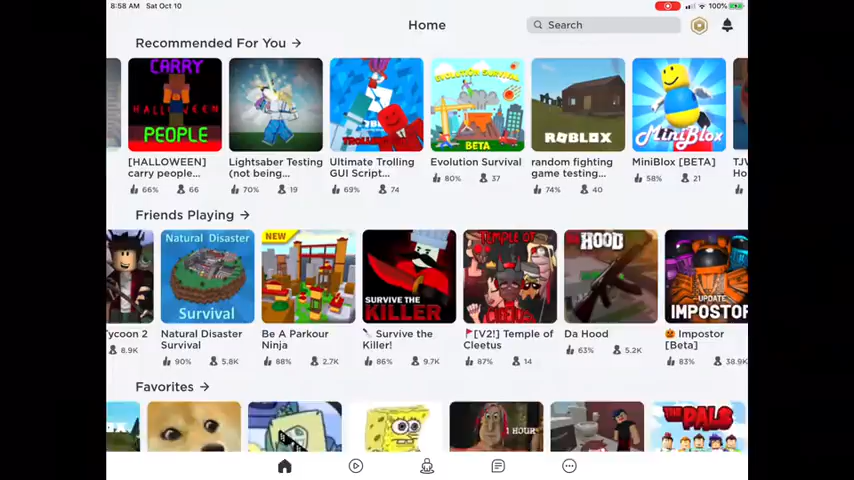 8:58 AM Sat Oct 10
100%
Home
Search
Recommended For You →
CARRY
HALLOWEEN
PEOPLE
EVOLUTION SURVIVAL
BETA
ROBLOX
MiniBlox
[HALLOWEEN]
carry people...
66% 66
Lightsaber Testing
(not being...
70% 19
Ultimate Trolling
GUI Script...
69% 74
Evolution Survival
80% 37
random fighting
game testing...
74% 40
MiniBlox [BETA]
58% 21
Friends Playing →
Natural Disaster
Survival
NEW
SURVIVE THE
KILLER
TEMPLE OF
CLEETUS
HOOD
UPDATE
IMPOSTOR
Tycoon 2
8.9K
Natural Disaster
Survival
90% 5.8K
Be A Parkour
Ninja
88% 2.7K
Survive the
Killer!
86% 9.7K
[V2!] Temple of
Cleetus
87% 14
Da Hood
63% 5.2K
Impostor
[Beta]
83% 38.9K
Favorites →
1 HOUR
THE PALS